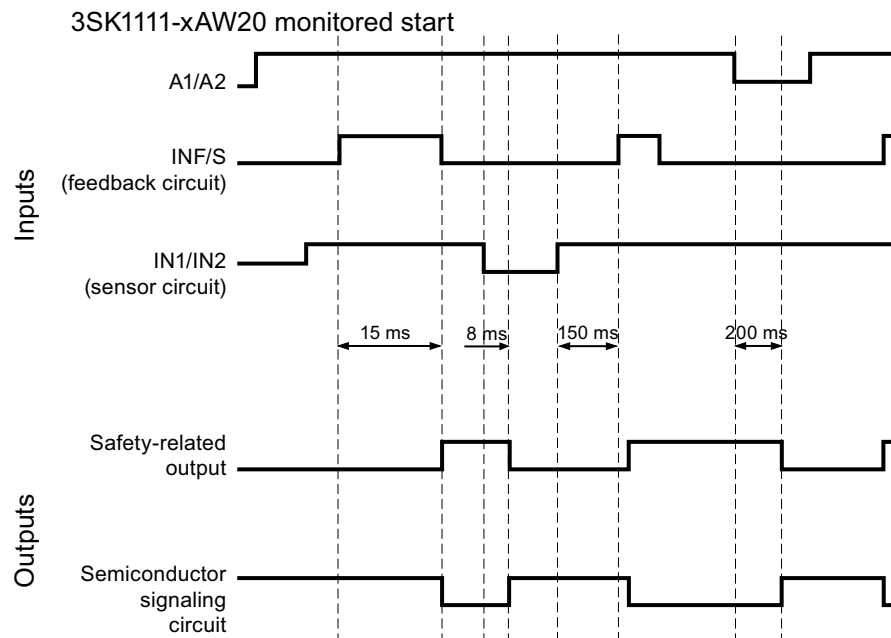 3SK1111-xAW20 monitored start
Inputs
A1/A2
INF/S
(feedback circuit)
IN1/IN2
(sensor circuit)
15 ms
8 ms
150 ms
200 ms
Outputs
Safety-related
output
Semiconductor
signaling
circuit